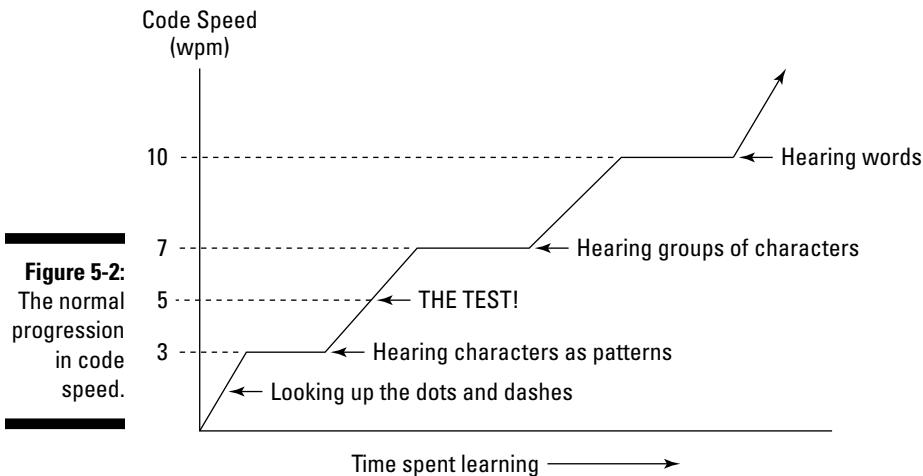 Code Speed
(wpm)
10
Hearing words
7
Hearing groups of characters
Figure 5-2:
The normal
progression
in code
speed.
5
THE TEST!
3
Hearing characters as patterns
Looking up the dots and dashes
Time spent learning